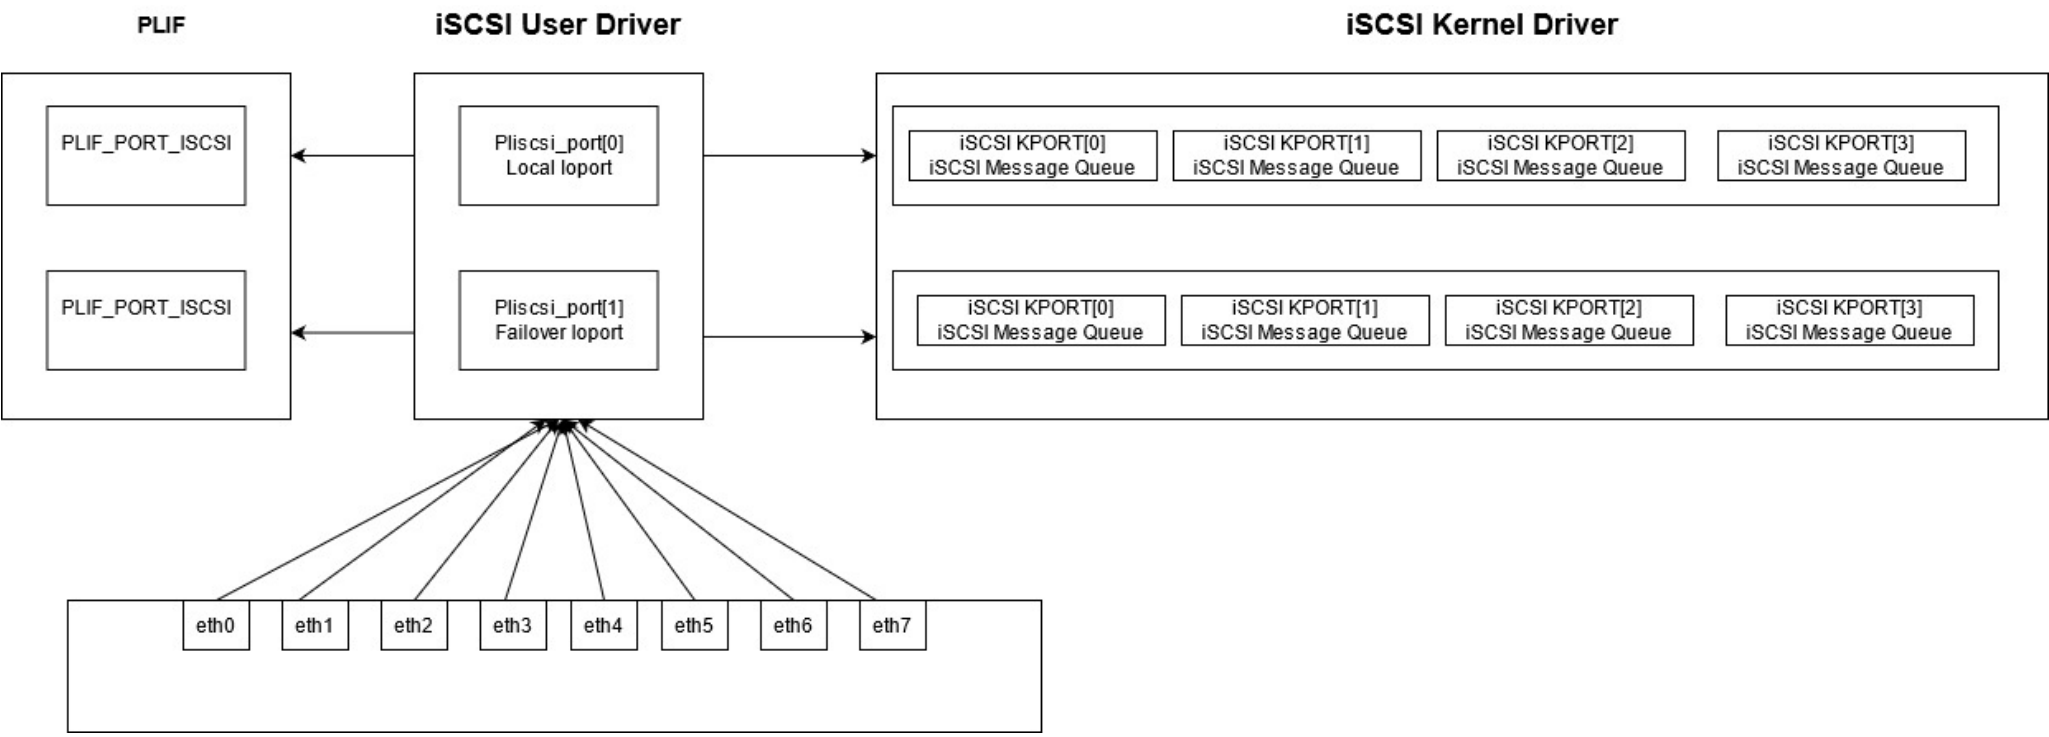 PLIF
iSCSI User Driver
iSCSI Kernel Driver
PLIF_PORT_ISCSI
Pliscsi_port[0]
Local Ioport
iSCSI KPORT[0]
iSCSI Message Queue
iSCSI KPORT[1]
iSCSI Message Queue
iSCSI KPORT[2]
iSCSI Message Queue
iSCSI KPORT[3]
iSCSI Message Queue
PLIF_PORT_ISCSI
Pliscsi_port[1]
Failover Ioport
iSCSI KPORT[0]
iSCSI Message Queue
iSCSI KPORT[1]
iSCSI Message Queue
iSCSI KPORT[2]
iSCSI Message Queue
iSCSI KPORT[3]
iSCSI Message Queue
eth0
eth1
eth2
eth3
eth4
eth5
eth6
eth7